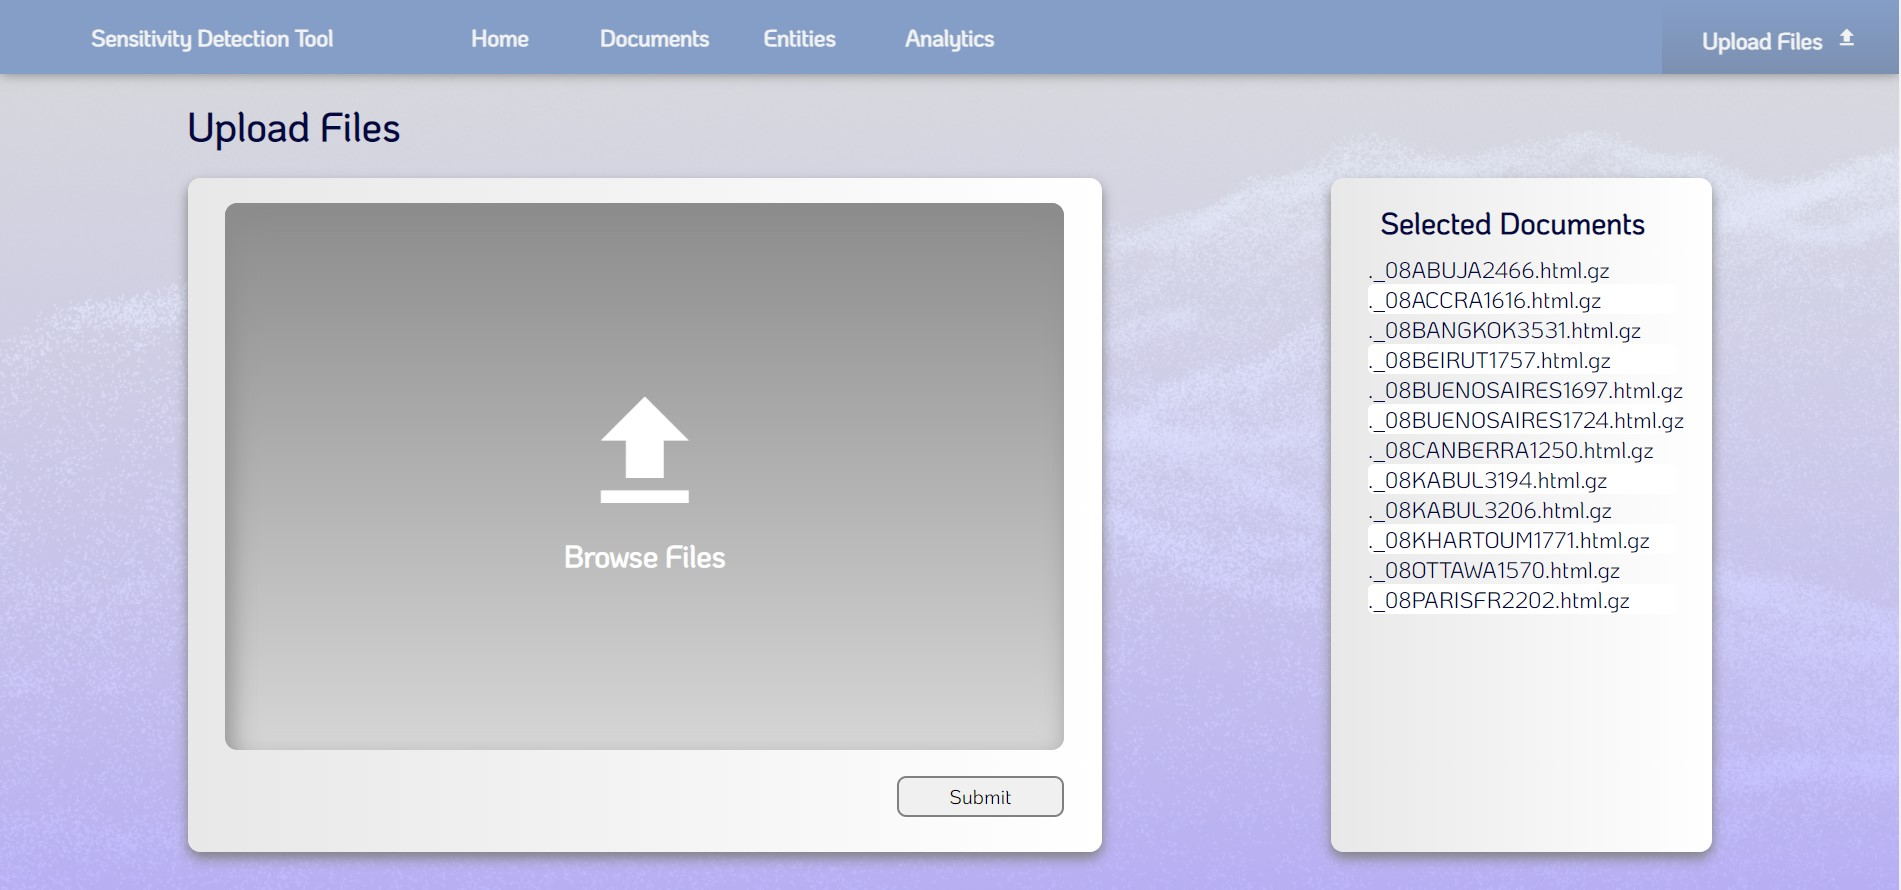 Sensitivity Detection Tool Home Documents Entities Analytics Upload Files
Upload Files
Browse Files
Submit
Selected Documents
._08ABUJA2466.html.gz
._08ACCRA1616.html.gz
._08BANGKOK3531.html.gz
._08BEIRUT1757.html.gz
._08BUENOSAIRES1697.html.gz
._08BUENOSAIRES1724.html.gz
._08CANBERRA1250.html.gz
._08KABUL3194.html.gz
._08KABUL3206.html.gz
._08KHARTOUM1771.html.gz
._08OTTAWA1570.html.gz
._08PARISFR2202.html.gz